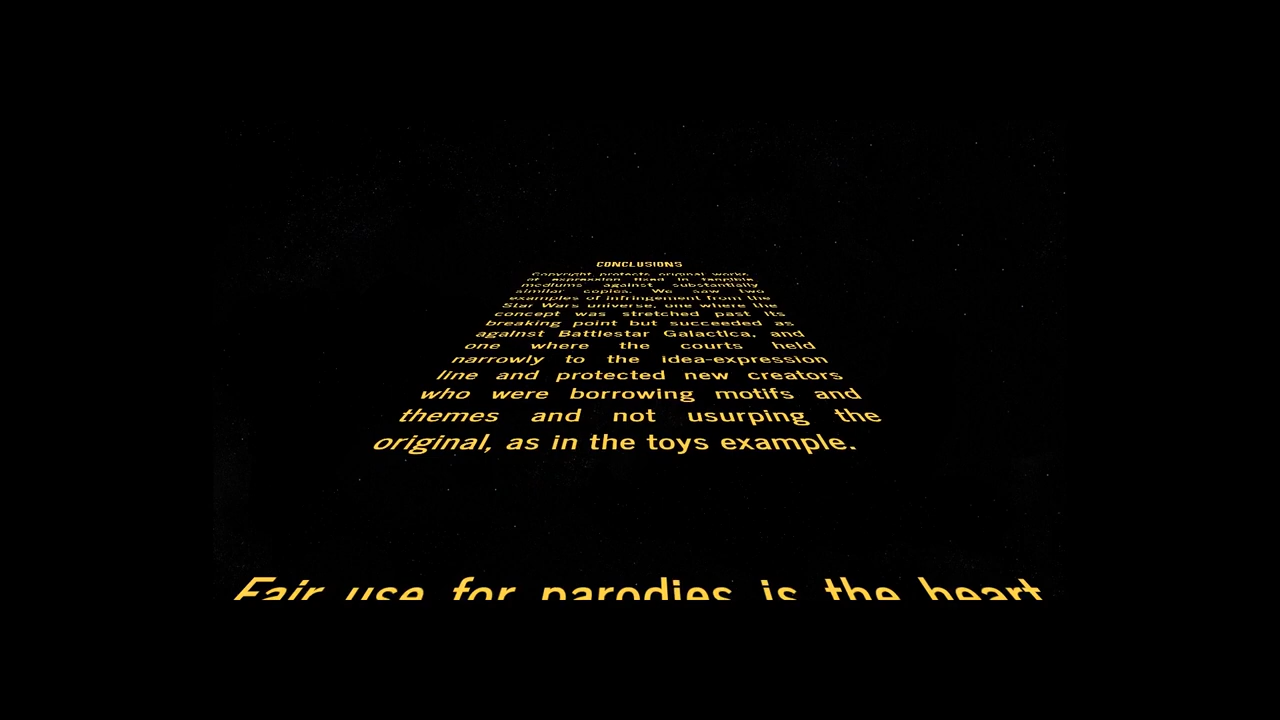 CONCLUSIONS
Copyright protects original works
of expression fixed in tangible
mediums against substantially
similar copies. We saw two
examples of infringement from the
Star Wars universe, one where the
concept was stretched past its
breaking point but succeeded as
against Battlestar Galactica, and
one where the courts held
narrowly to the idea-expression
line and protected new creators
who were borrowing motifs and
themes and not usurping the
original, as in the toys example.
Fair use for parodies is the heart